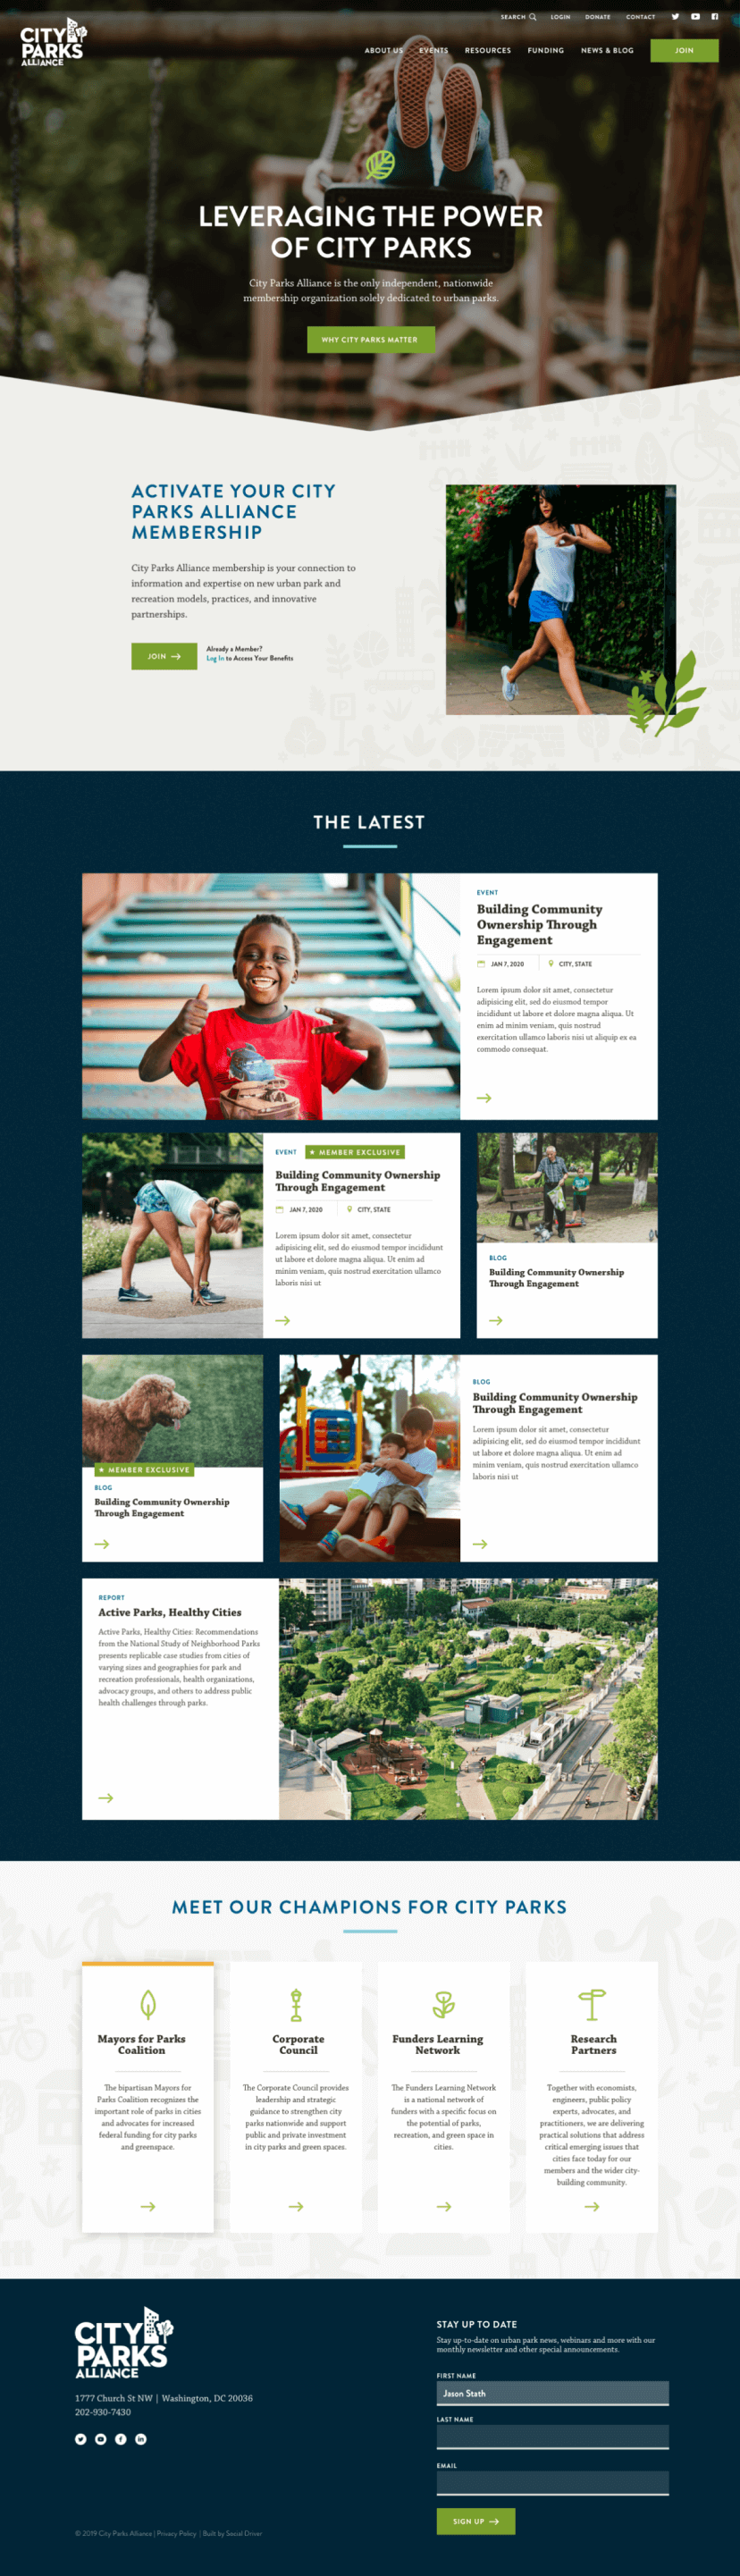 SEARCH LOGIN DONATE CONTACT
CITY
PARKS
ALLIANCE
ABOUT US EVENTS RESOURCES FUNDING NEWS & BLOG JOIN
LEVERAGING THE POWER
OF CITY PARKS
City Parks Alliance is the only independent, nationwide
membership organization solely dedicated to urban parks.
WHY CITY PARKS MATTER
ACTIVATE YOUR CITY
PARKS ALLIANCE
MEMBERSHIP
City Parks Alliance membership is your connection to
information and expertise on new urban park and
recreation models, practices, and innovative
partnerships.
JOIN →
Already a Member?
Log In to Access Your Benefits
THE LATEST
EVENT
Building Community
Ownership Through
Engagement
JAN 7, 2020 CITY, STATE
Lorem ipsum dolor sit amet, consectetur
adipisicing elit, sed do eiusmod tempor
incididunt ut labore et dolore magna aliqua. Ut
enim ad minim veniam, quis nostrud
exercitation ullamco laboris nisi ut aliquip ex ea
commodo consequat.
EVENT ★ MEMBER EXCLUSIVE
Building Community Ownership
Through Engagement
JAN 7, 2020 CITY, STATE
Lorem ipsum dolor sit amet, consectetur
adipisicing elit, sed do eiusmod tempor incididunt
ut labore et dolore magna aliqua. Ut enim ad
minim veniam, quis nostrud exercitation ullamco
laboris nisi ut
BLOG
Building Community Ownership
Through Engagement
★ MEMBER EXCLUSIVE
BLOG
Building Community Ownership
Through Engagement
BLOG
Building Community Ownership
Through Engagement
Lorem ipsum dolor sit amet, consectetur
adipisicing elit, sed do eiusmod tempor incididunt
ut labore et dolore magna aliqua. Ut enim ad
minim veniam, quis nostrud exercitation ullamco
laboris nisi ut
REPORT
Active Parks, Healthy Cities
Active Parks, Healthy Cities: Recommendations
from the National Study of Neighborhood Parks
presents replicable case studies from cities of
varying sizes and geographies for park and
recreation professionals, health organizations,
advocacy groups, and others to address public
health challenges through parks.
MEET OUR CHAMPIONS FOR CITY PARKS
Mayors for Parks
Coalition
The bipartisan Mayors for
Parks Coalition recognizes the
important role of parks in cities
and advocates for increased
federal funding for city parks
and greenspace.
Corporate
Council
The Corporate Council provides
leadership and strategic
guidance to strengthen city
parks nationwide and support
public and private investment
in city parks and green spaces.
Funders Learning
Network
The Funders Learning Network
is a national network of
funders with a specific focus on
the potential of parks,
recreation, and green space in
cities.
Research
Partners
Together with economists,
engineers, public policy
experts, advocates, and
practitioners, we are delivering
practical solutions that address
critical emerging issues that
cities face today for our
members and the wider city-
building community.
CITY
PARKS
ALLIANCE
1777 Church St NW | Washington, DC 20036
202-930-7430
STAY UP TO DATE
Stay up-to-date on urban park news, webinars and more with our
monthly newsletter and other special announcements.
FIRST NAME
Jason Stath
LAST NAME
EMAIL
SIGN UP →
© 2019 City Parks Alliance | Privacy Policy | Built by Social Driver